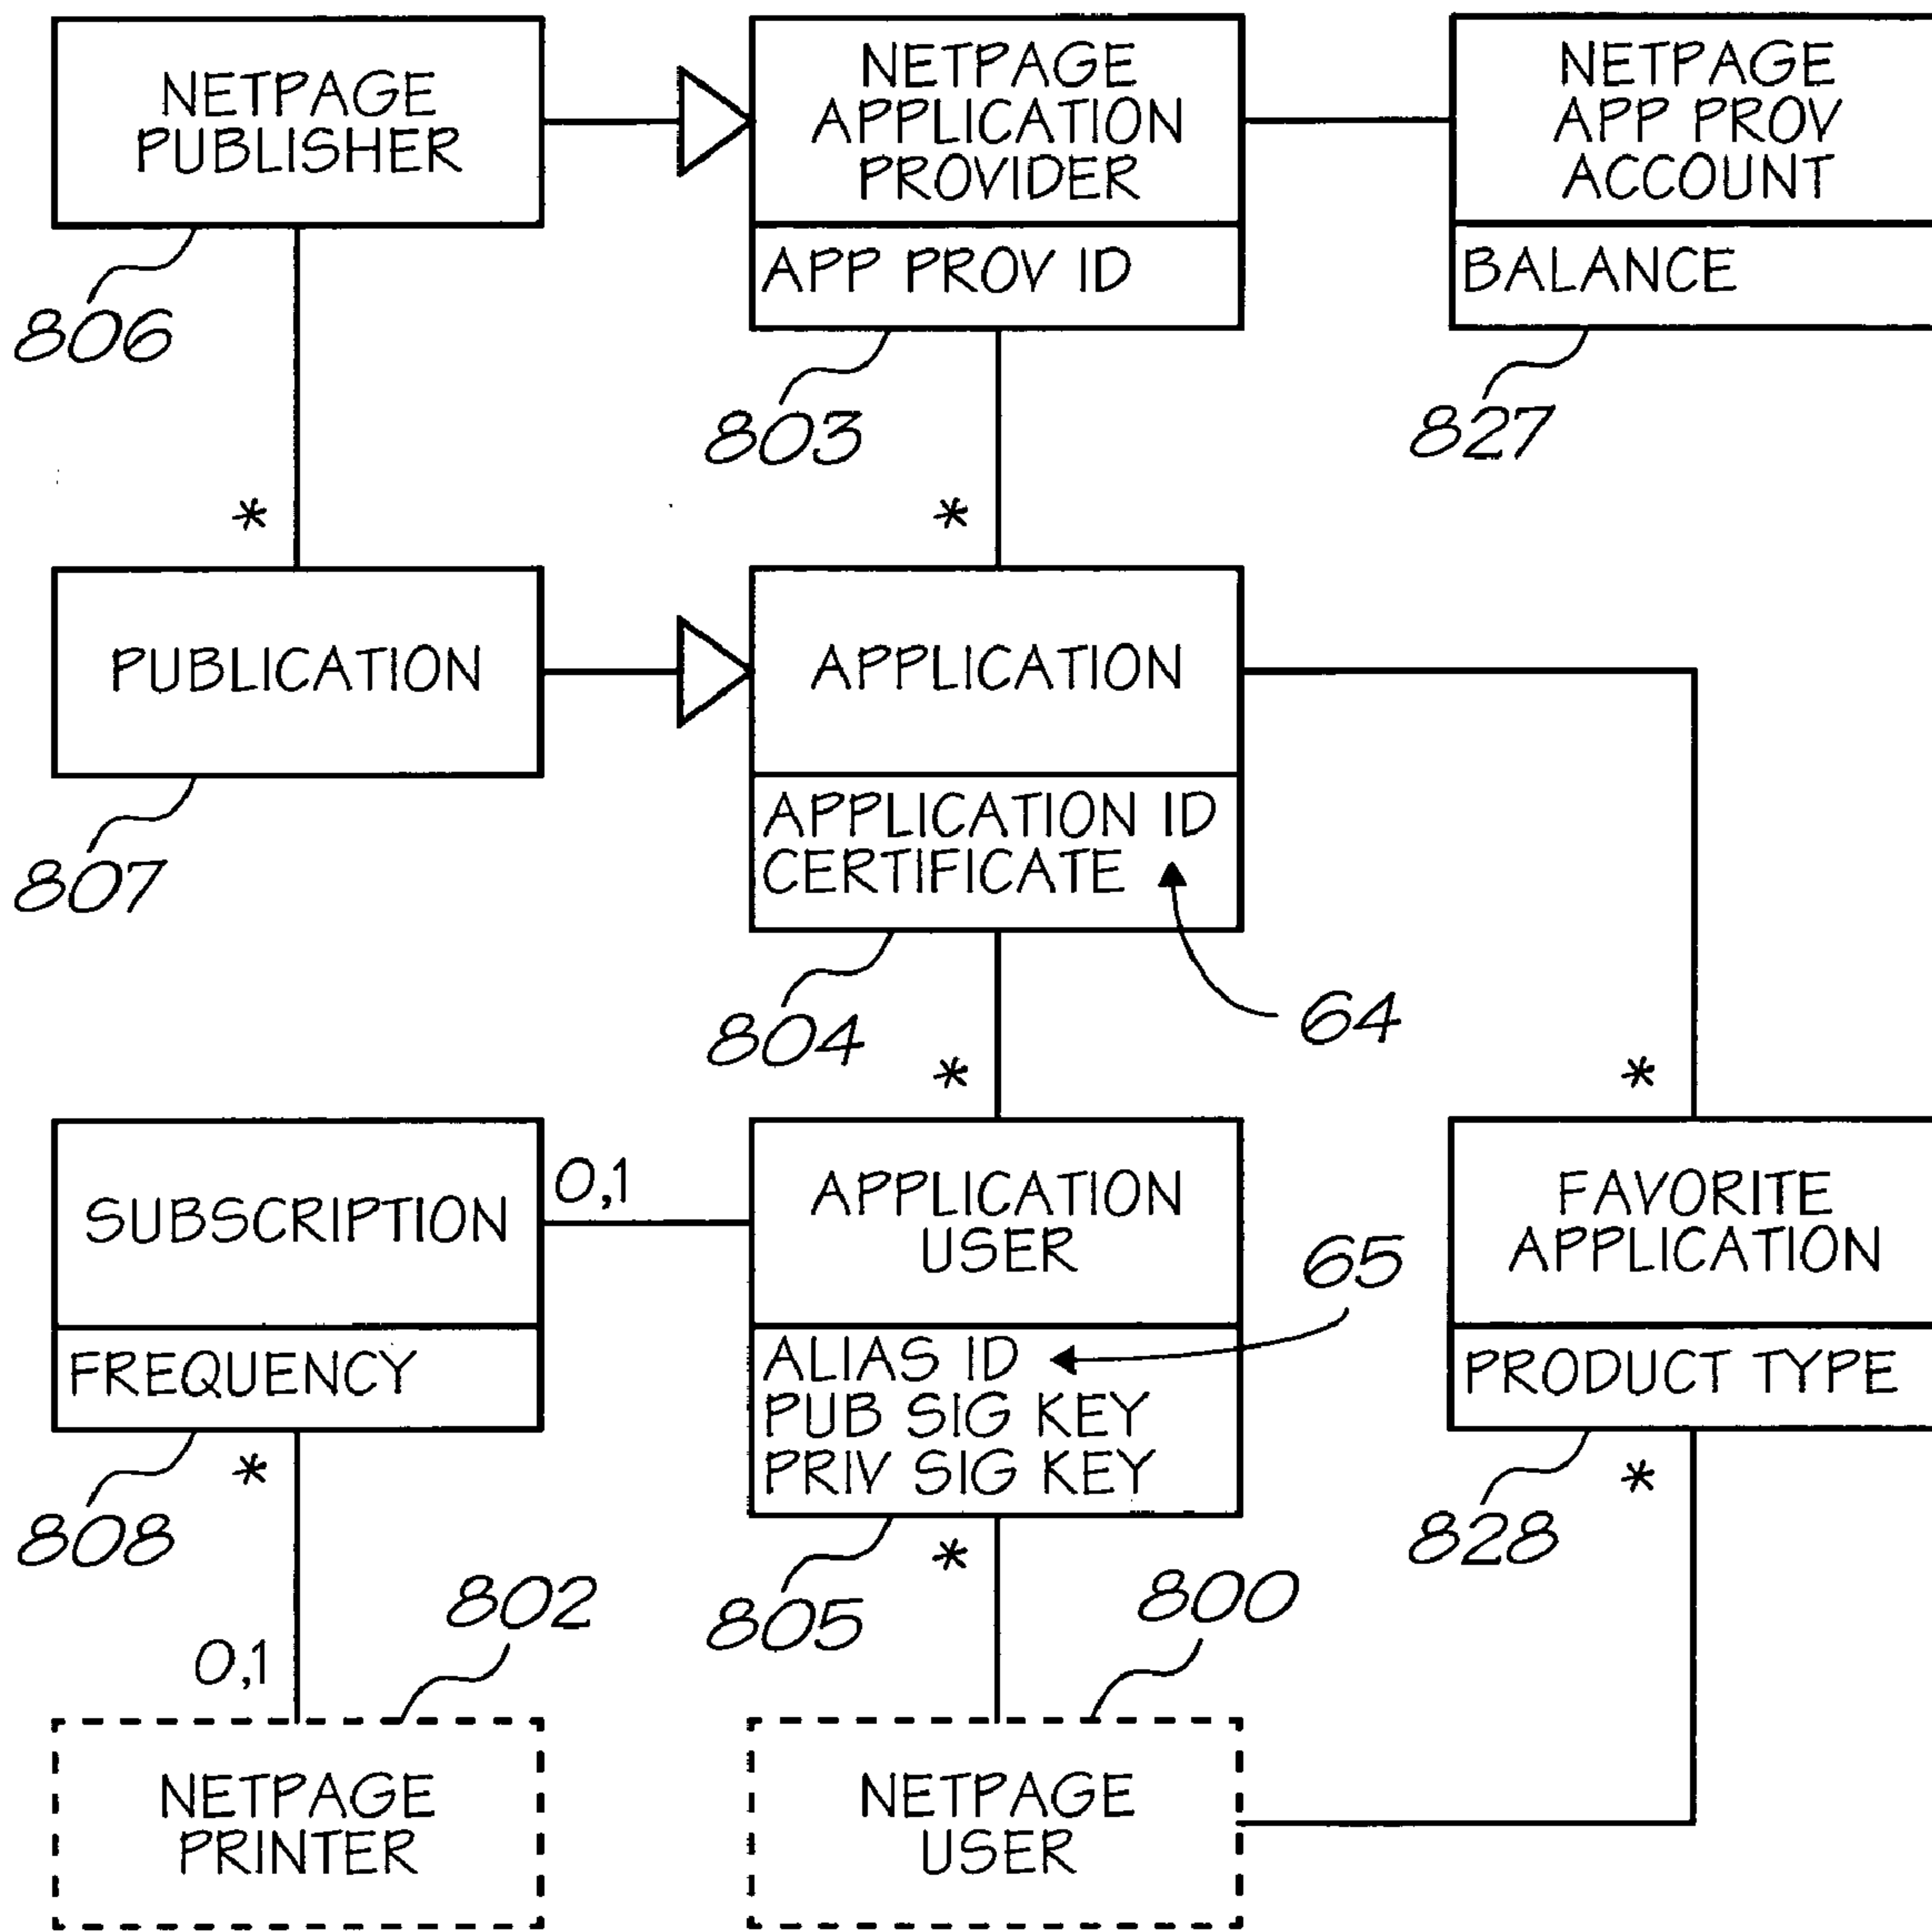 NETPAGE
PUBLISHER
NETPAGE
APPLICATION
PROVIDER
APP PROV ID
NETPAGE
APP PROV
ACCOUNT
BALANCE
806
803
827
*
*
PUBLICATION
APPLICATION
APPLICATION ID
CERTIFICATE
807
804
64
*
*
SUBSCRIPTION
FREQUENCY
0,1
APPLICATION
USER
ALIAS ID
PUB SIG KEY
PRIV SIG KEY
65
FAVORITE
APPLICATION
PRODUCT TYPE
808
*
805
*
828
*
802
800
0,1
NETPAGE
PRINTER
NETPAGE
USER